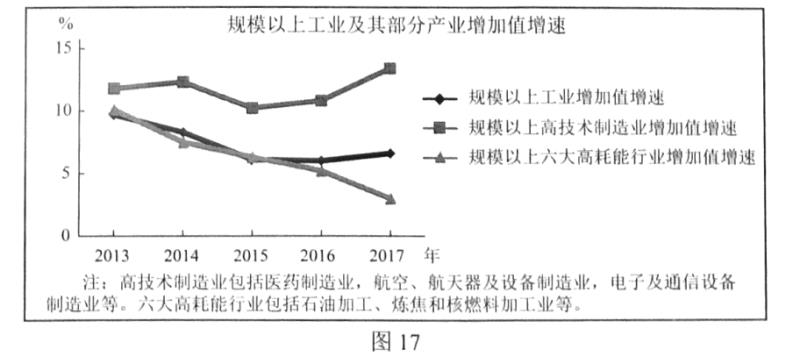 规模以上工业及其部分产业增加值增速
%
15
10
5
0
2013 2014 2015 2016 2017 年
规模以上工业增加值增速
规模以上高技术制造业增加值增速
规模以上六大高耗能行业增加值增速
注：高技术制造业包括医药制造业，航空、航天器及设备制造业，电子及通信设备
制造业等。六大高耗能行业包括石油加工、炼焦和核燃料加工业等。
图 17